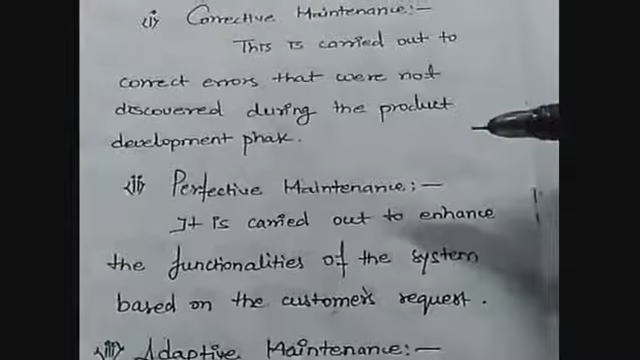 (i) Corrective Maintenance:-
This is carried out to
correct errors that were not
discovered during the product
development phase.
(ii) Perfective Maintenance:-
It is carried out to enhance
the functionalities of the system
based on the customer's request.
(iii) Adaptive Maintenance:-